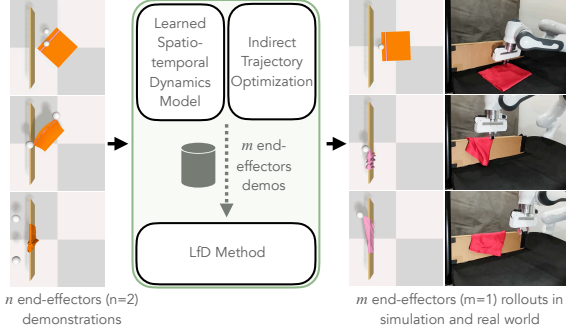 Learned
Spatio-
temporal
Dynamics
Model
Indirect
Trajectory
Optimization
m end-
effectors
demos
LfD Method
n end-effectors (n=2)
demonstrations
m end-effectors (m=1) rollouts in
simulation and real world